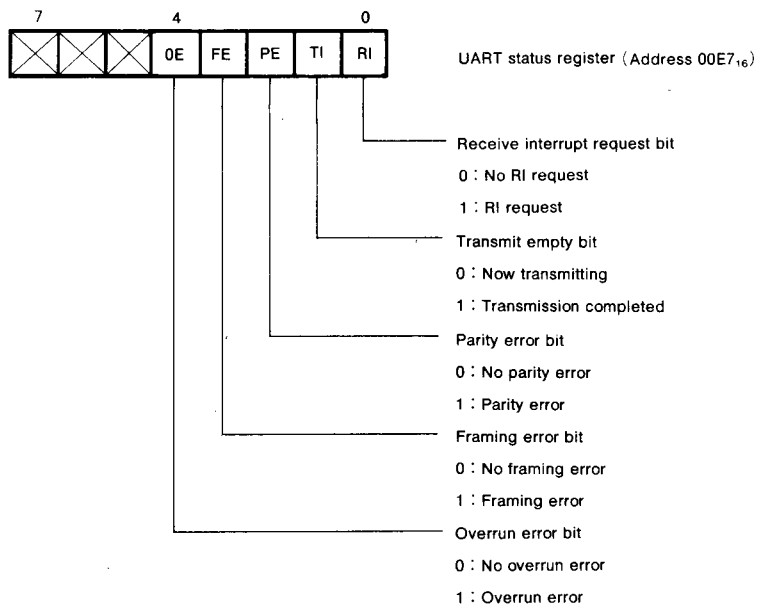 7 4 0
0E FE PE TI RI
UART status register (Address 00E7₁₆)
Receive interrupt request bit
0 : No RI request
1 : RI request
Transmit empty bit
0 : Now transmitting
1 : Transmission completed
Parity error bit
0 : No parity error
1 : Parity error
Framing error bit
0 : No framing error
1 : Framing error
Overrun error bit
0 : No overrun error
1 : Overrun error